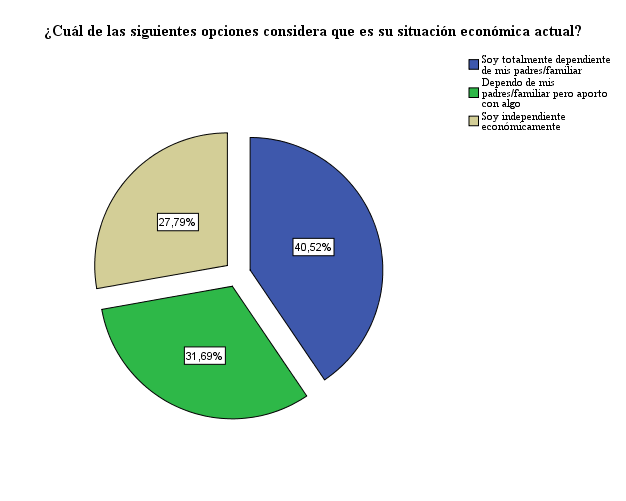 ¿Cuál de las siguientes opciones considera que es su situación económica actual?
Soy totalmente dependiente
de mis padres/familiar
Dependo de mis
padres/familiar pero aporto
con algo
Soy independiente
económicamente
27,79%
40,52%
31,69%